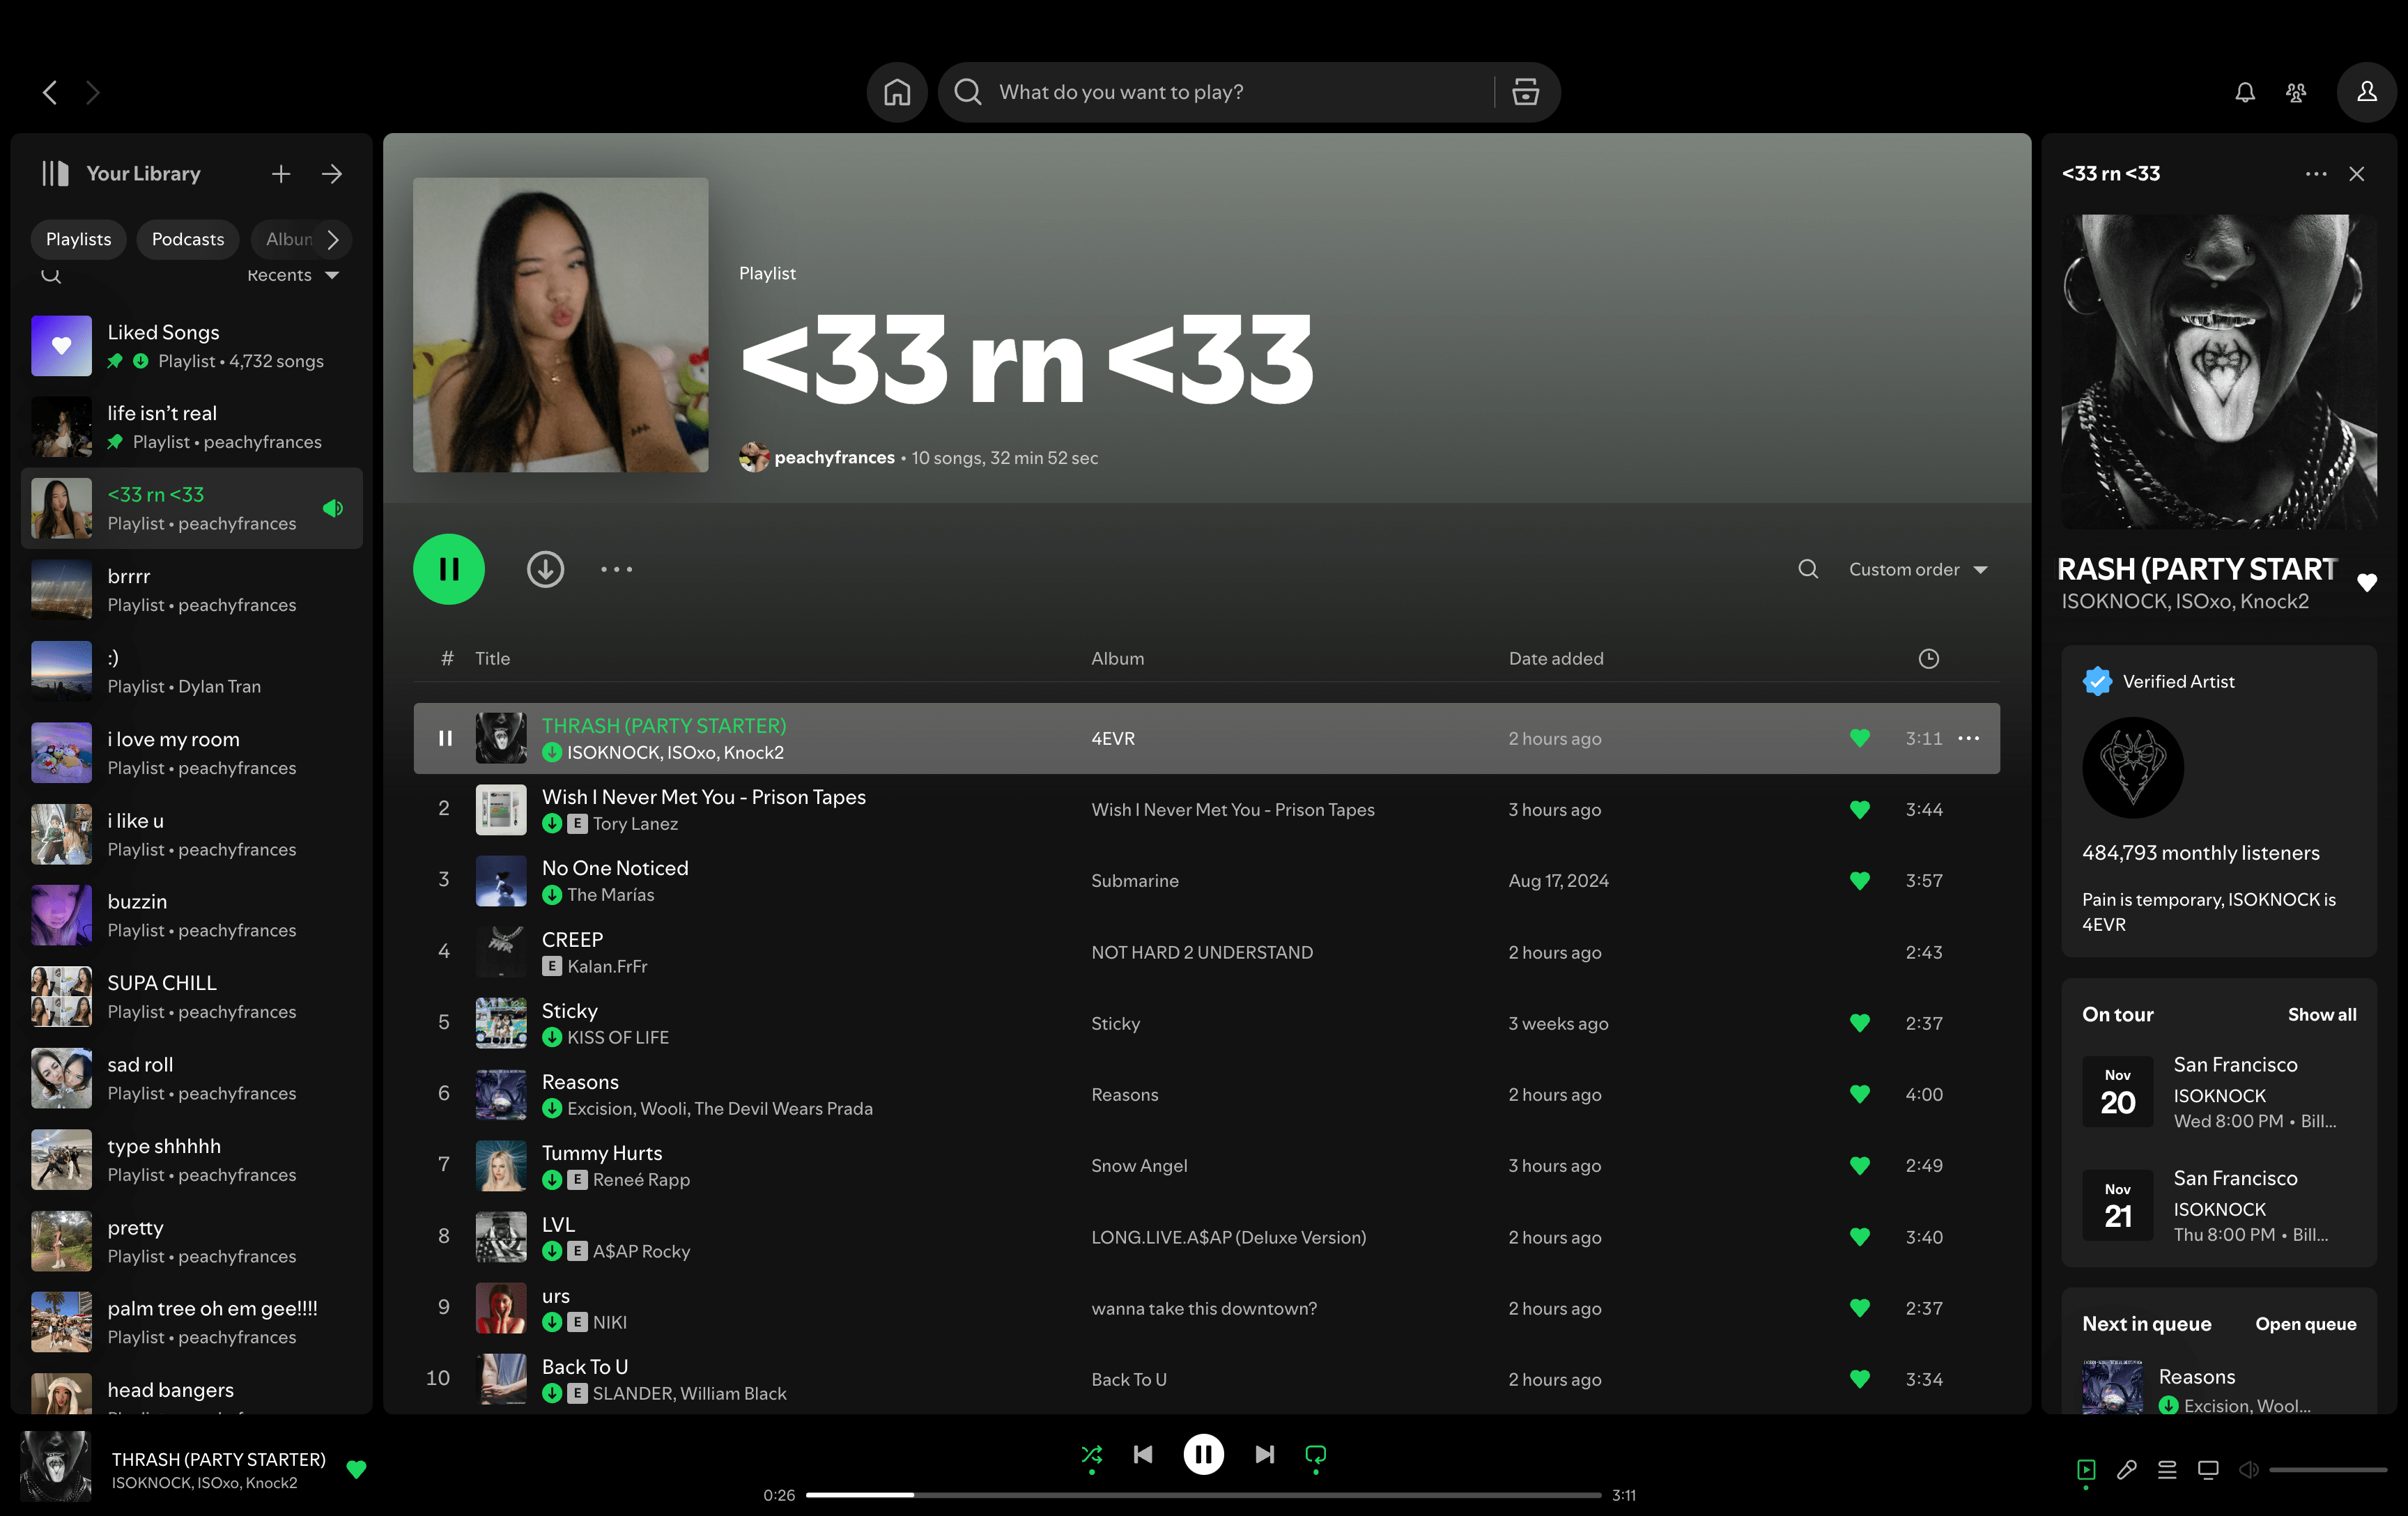 What do you want to play?
Your Library
Playlists
Podcasts
Album
Recents
Liked Songs
Playlist • 4,732 songs
life isn't real
Playlist • peachyfrances
<33 rn <33
Playlist • peachyfrances
brrrr
Playlist • peachyfrances
:)
Playlist • Dylan Tran
i love my room
Playlist • peachyfrances
i like u
Playlist • peachyfrances
buzzin
Playlist • peachyfrances
SUPA CHILL
Playlist • peachyfrances
sad roll
Playlist • peachyfrances
type shhhhh
Playlist • peachyfrances
pretty
Playlist • peachyfrances
palm tree oh em gee!!!!
Playlist • peachyfrances
head bangers
Playlist
<33 rn <33
peachyfrances • 10 songs, 32 min 52 sec
Custom order
# Title Album Date added
THRASH (PARTY STARTER)
ISOKNOCK, ISOxo, Knock2
4EVR 2 hours ago 3:11
2 Wish I Never Met You - Prison Tapes
E Tory Lanez
Wish I Never Met You - Prison Tapes 3 hours ago 3:44
3 No One Noticed
The Marías
Submarine Aug 17, 2024 3:57
4 CREEP
E Kalan.FrFr
NOT HARD 2 UNDERSTAND 2 hours ago 2:43
5 Sticky
KISS OF LIFE
Sticky 3 weeks ago 2:37
6 Reasons
Excision, Wooli, The Devil Wears Prada
Reasons 2 hours ago 4:00
7 Tummy Hurts
E Reneé Rapp
Snow Angel 3 hours ago 2:49
8 LVL
E A$AP Rocky
LONG.LIVE.A$AP (Deluxe Version) 2 hours ago 3:40
9 urs
E NIKI
wanna take this downtown? 2 hours ago 2:37
10 Back To U
E SLANDER, William Black
Back To U 2 hours ago 3:34
<33 rn <33
RASH (PARTY START
ISOKNOCK, ISOxo, Knock2
Verified Artist
484,793 monthly listeners
Pain is temporary, ISOKNOCK is
4EVR
On tour Show all
Nov
20
San Francisco
ISOKNOCK
Wed 8:00 PM • Bill...
Nov
21
San Francisco
ISOKNOCK
Thu 8:00 PM • Bill...
Next in queue Open queue
Reasons
Excision, Wool...
THRASH (PARTY STARTER)
ISOKNOCK, ISOxo, Knock2
0:26
3:11